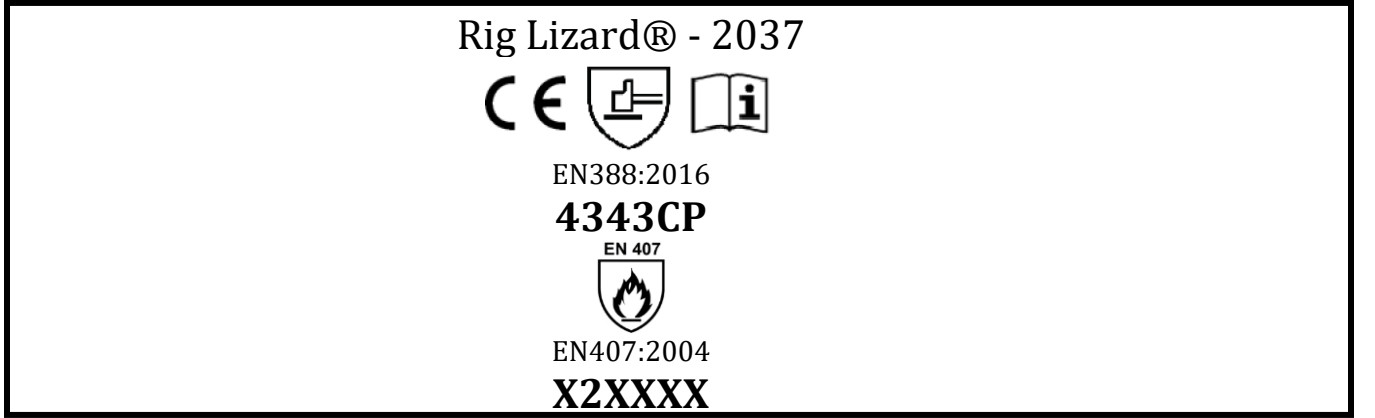 Rig Lizard® - 2037
CE i
EN388:2016
4343CP
EN 407
EN407:2004
X2XXXX